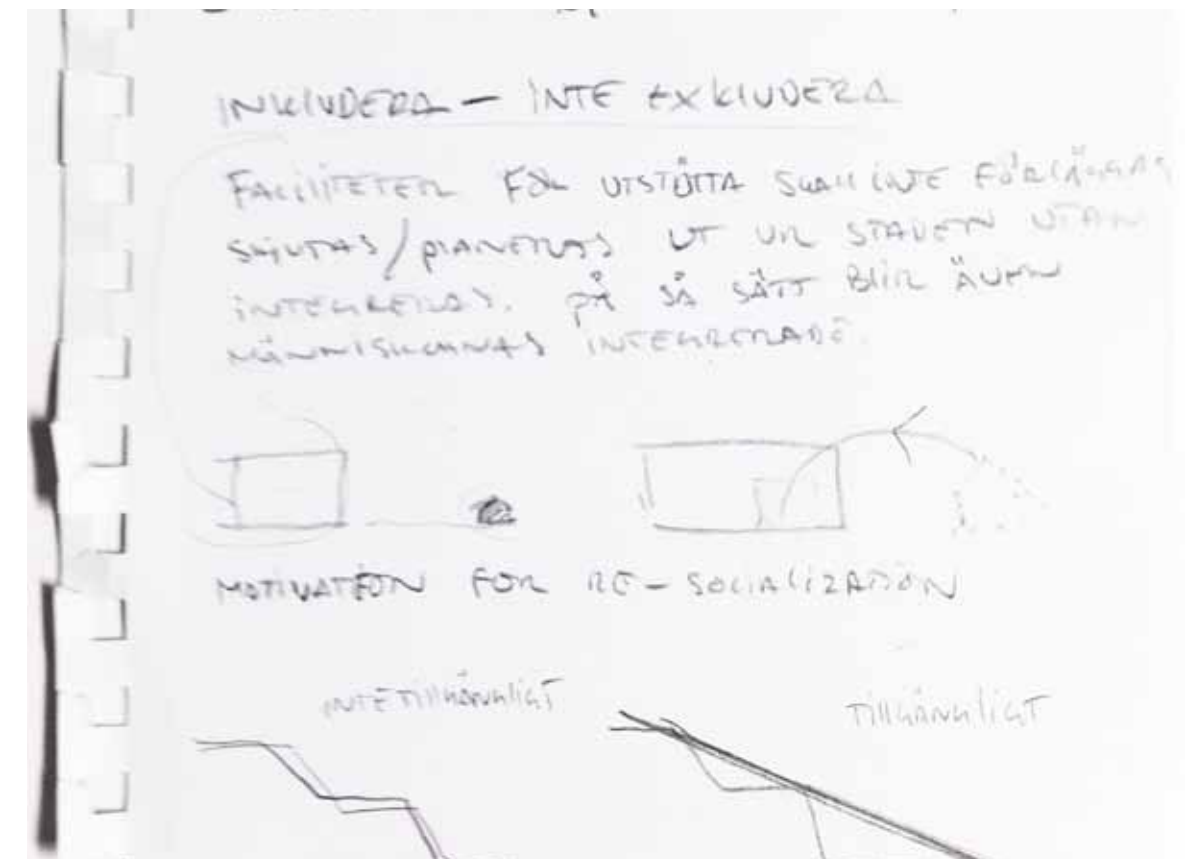 INKLUDERA – INTE EXKLUDERA
FACILITETER FÖR UTSTÖTTA SKALL INTE FÖRLÄGGAS
SKJUTAS/PLANERAS UT UR STADEN UTAN
INTEGRERAS. PÅ SÅ SÄTT BLIR ÄVEN
MÄNNISKORNAS INTEGRERADE.
MOTIVATION FOR RE-SOCIALIZATION
INTE TILLGÄNGLIGT
TILLGÄNGLIGT